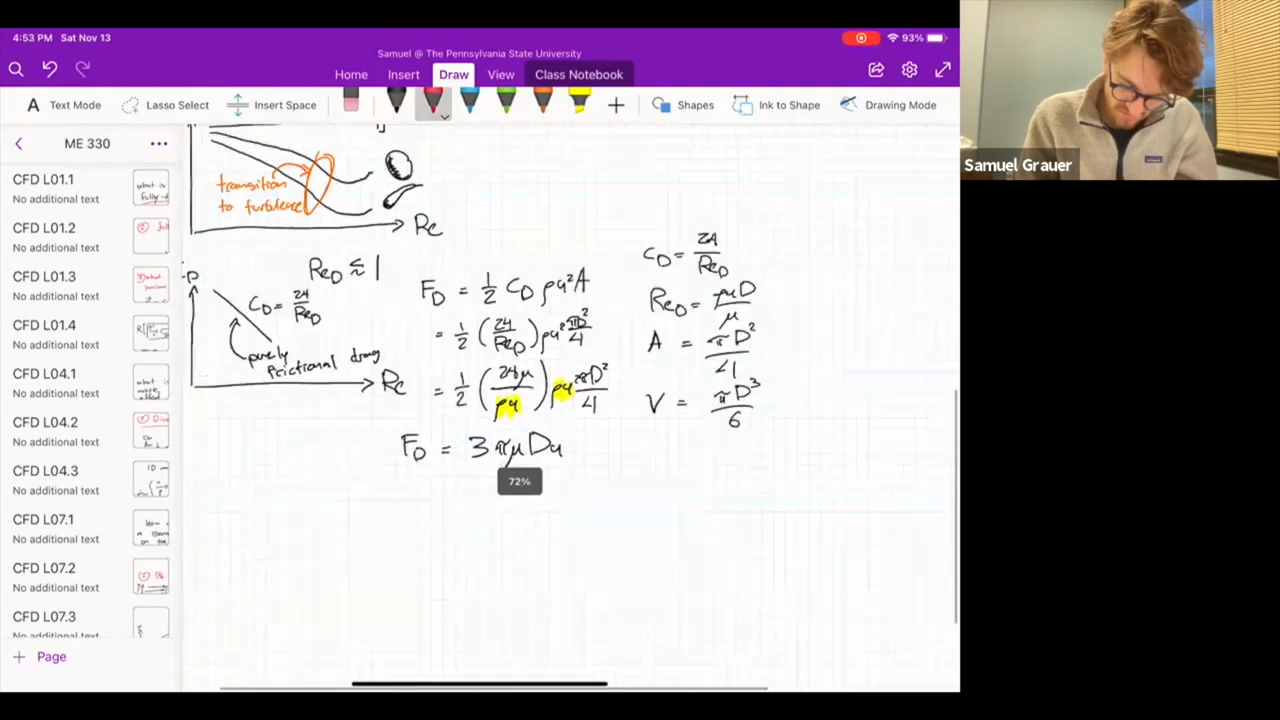 4:53 PM Sat Nov 13
93%
Samuel @ The Pennsylvania State University
Home Insert Draw View Class Notebook
A Text Mode Lasso Select Insert Space Shapes Ink to Shape Drawing Mode
ME 330
CFD L01.1
No additional text
CFD L01.2
No additional text
CFD L01.3
No additional text
CFD L01.4
No additional text
CFD L04.1
No additional text
CFD L04.2
No additional text
CFD L04.3
No additional text
CFD L07.1
No additional text
CFD L07.2
No additional text
CFD L07.3
No additional text
+ Page
transition
to turbulence
Re
Re_D ≲ 1
C_D = 24/Re_D
purely
frictional drag
Re
F_D = 1/2 C_D ρu²A
= 1/2 (24/Re_D) ρu² πD²/4
= 1/2 (24μ/ρu) ρu² πD²/4
F_D = 3πμDu
72%
C_D = 24/Re_D
Re_D = ρuD/μ
A = πD²/4
V = πD³/6
Samuel Grauer